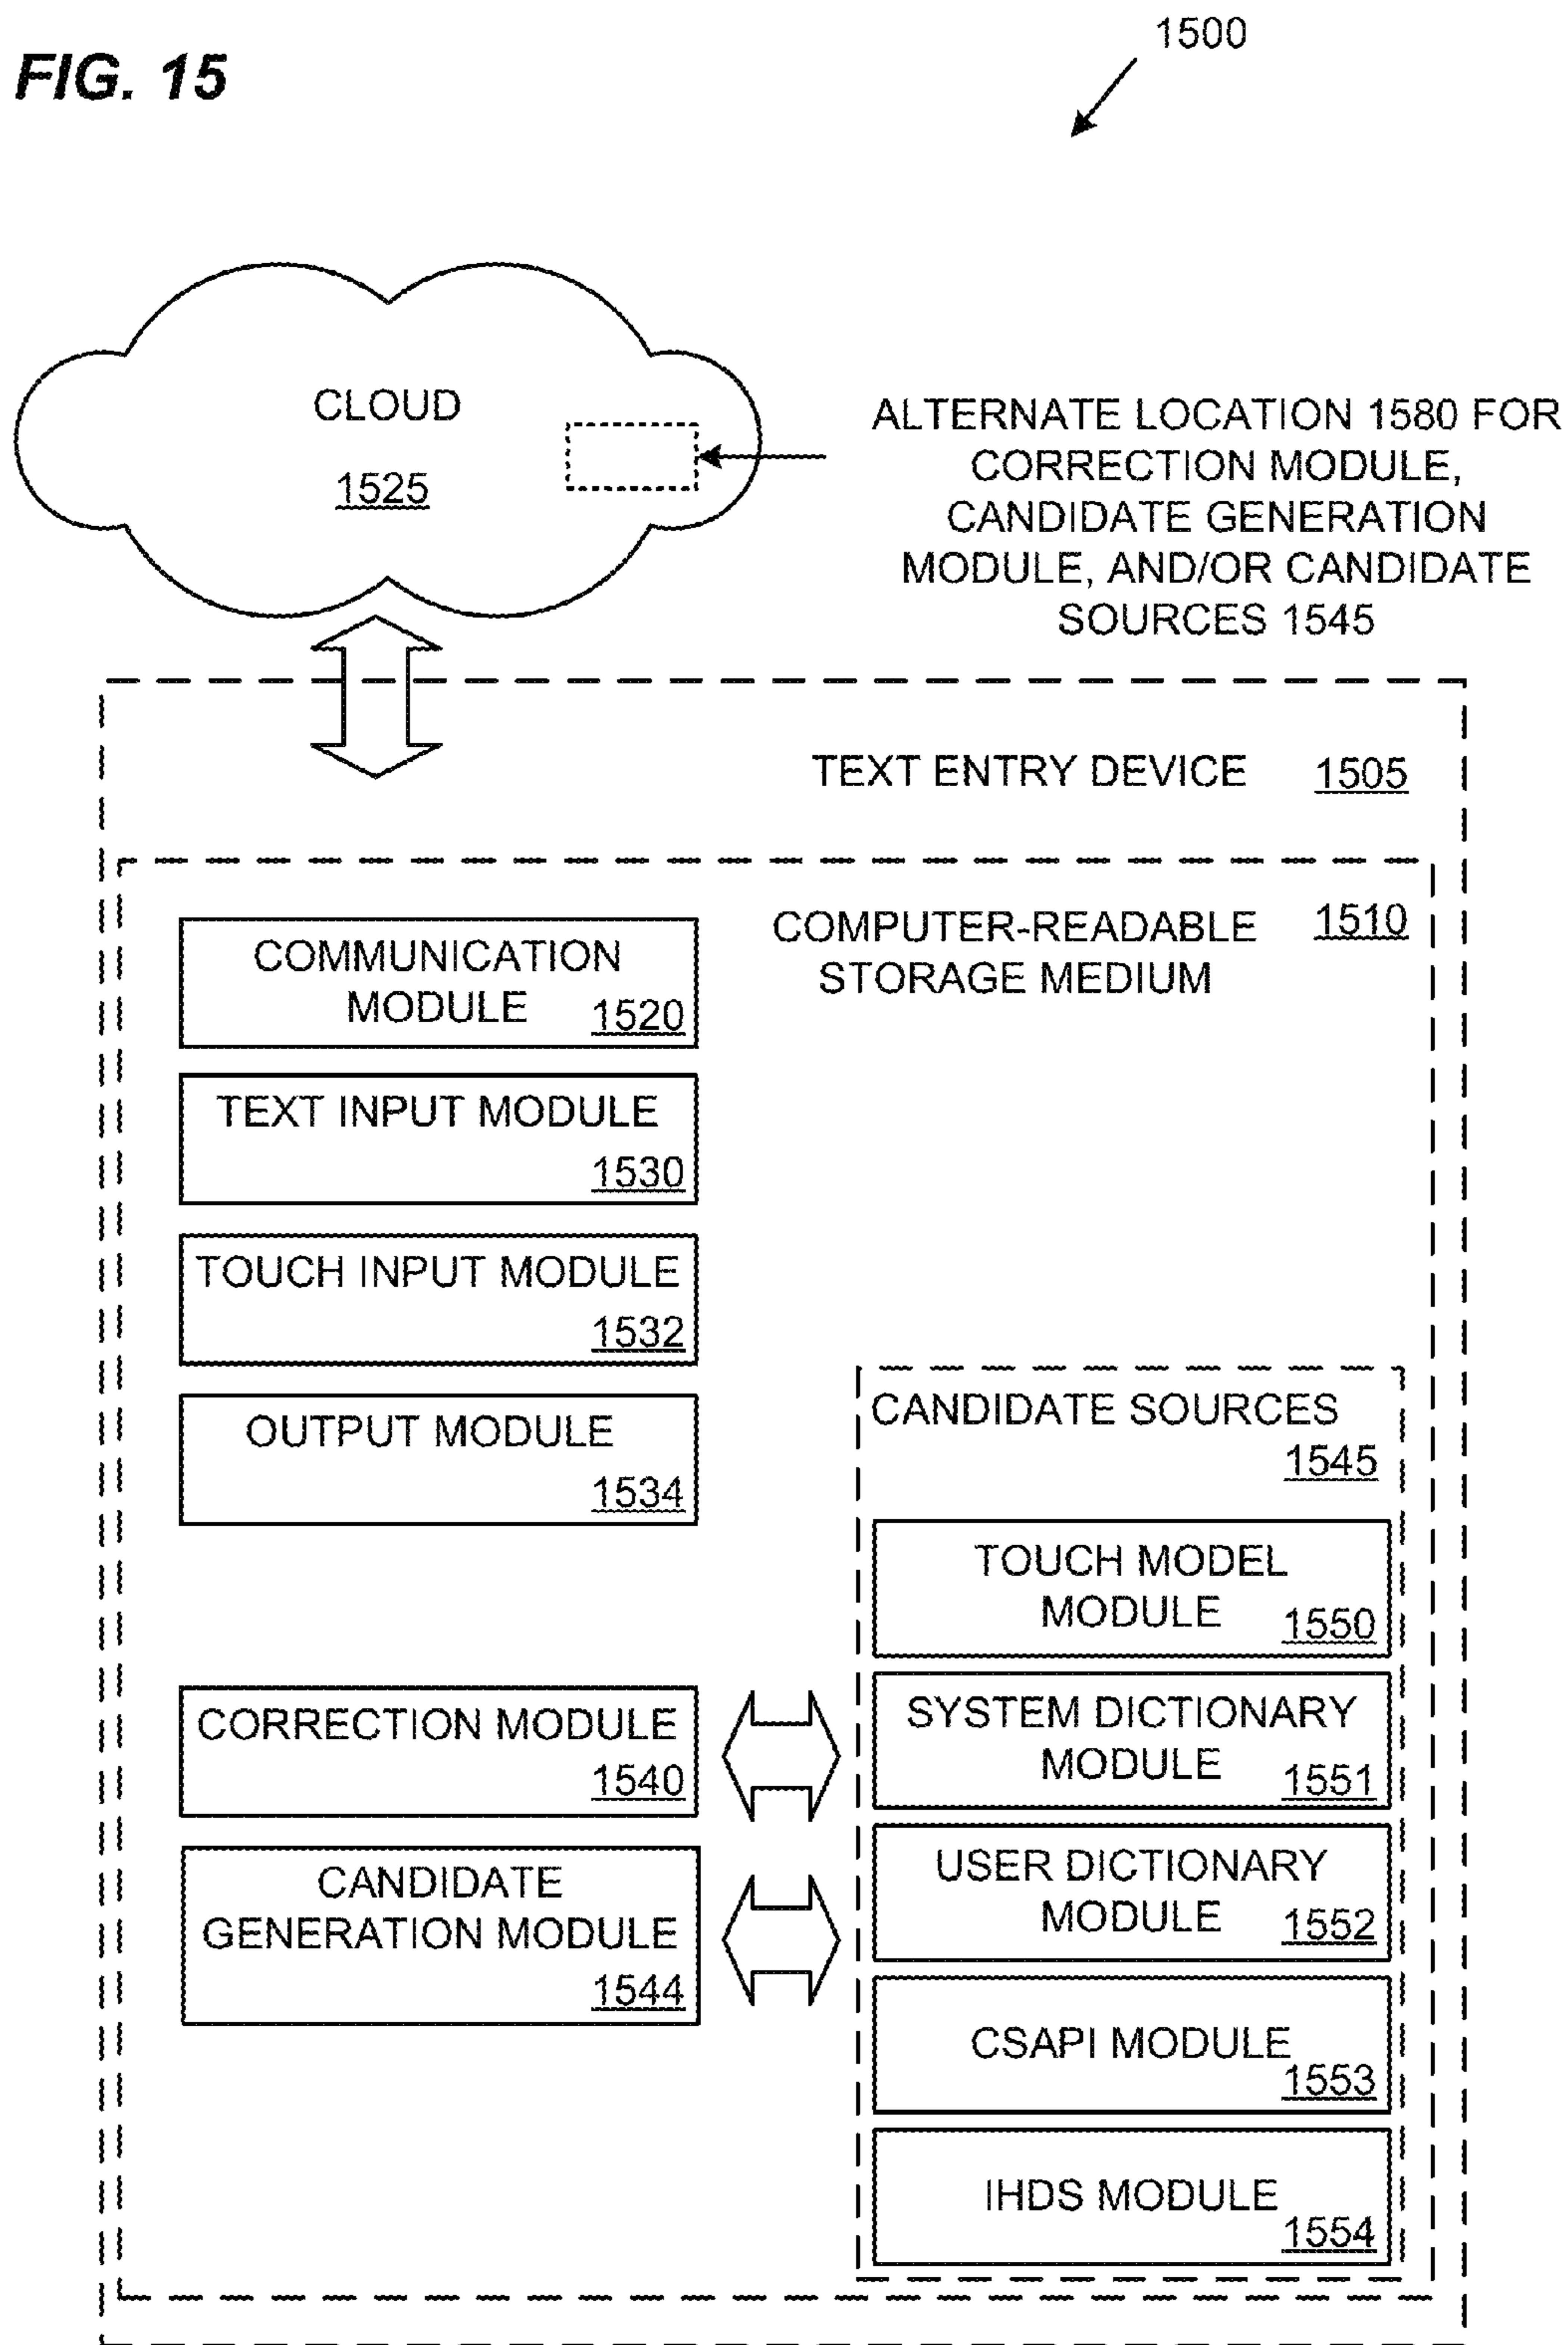 FIG. 15
1500
CLOUD
1525
ALTERNATE LOCATION 1580 FOR
CORRECTION MODULE,
CANDIDATE GENERATION
MODULE, AND/OR CANDIDATE
SOURCES 1545
TEXT ENTRY DEVICE 1505
COMPUTER-READABLE 1510
STORAGE MEDIUM
COMMUNICATION
MODULE 1520
TEXT INPUT MODULE
1530
TOUCH INPUT MODULE
1532
OUTPUT MODULE
1534
CORRECTION MODULE
1540
CANDIDATE
GENERATION MODULE
1544
CANDIDATE SOURCES
1545
TOUCH MODEL
MODULE 1550
SYSTEM DICTIONARY
MODULE 1551
USER DICTIONARY
MODULE 1552
CSAPI MODULE
1553
IHDS MODULE
1554